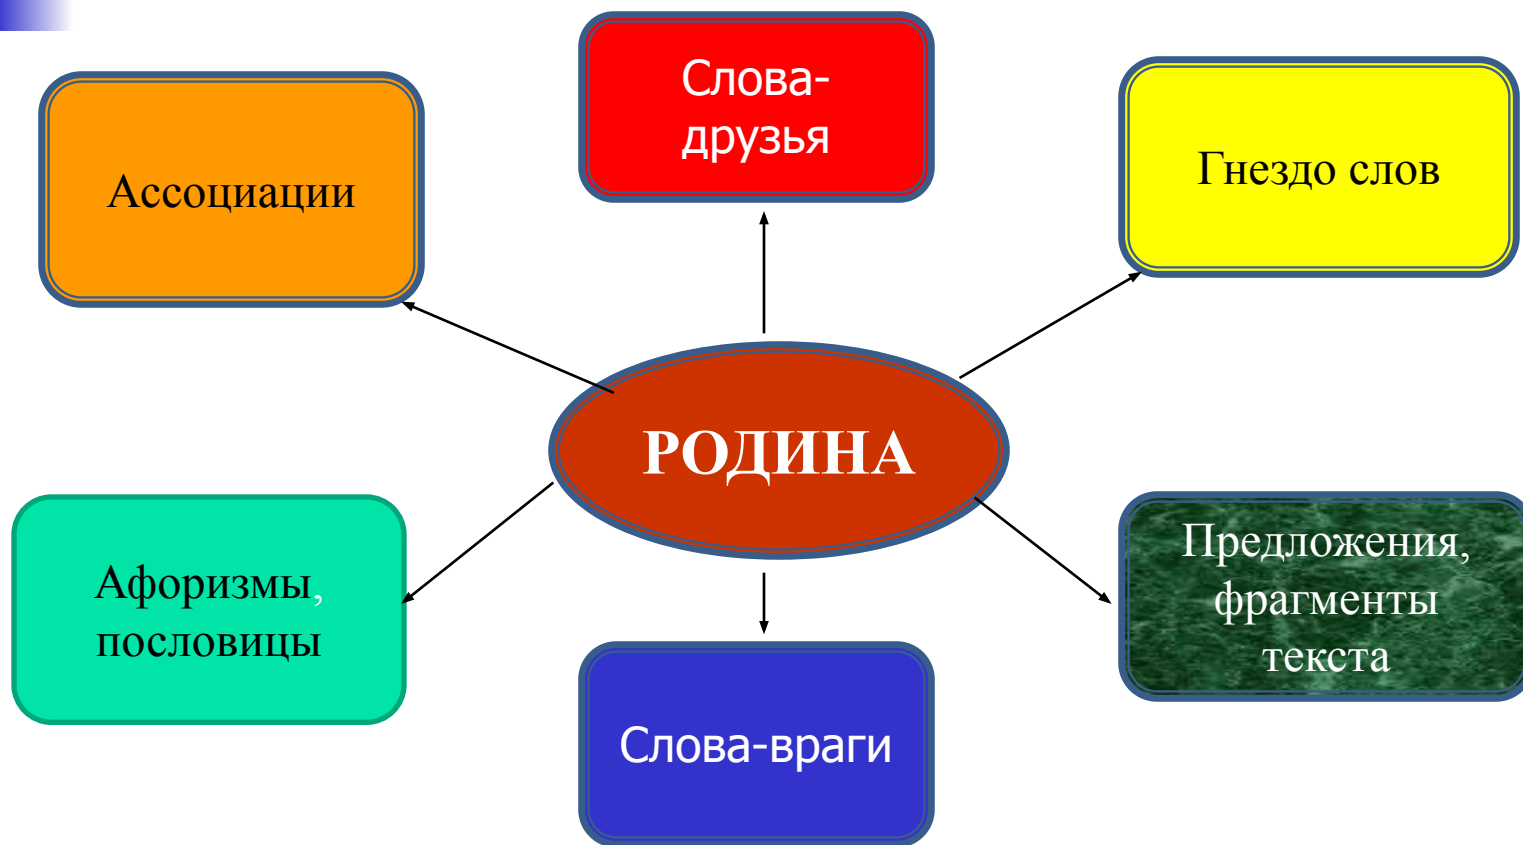 Слова-
друзья
Ассоциации
Гнездо слов
РОДИНА
Афоризмы,
пословицы
Предложения,
фрагменты
текста
Слова-враги